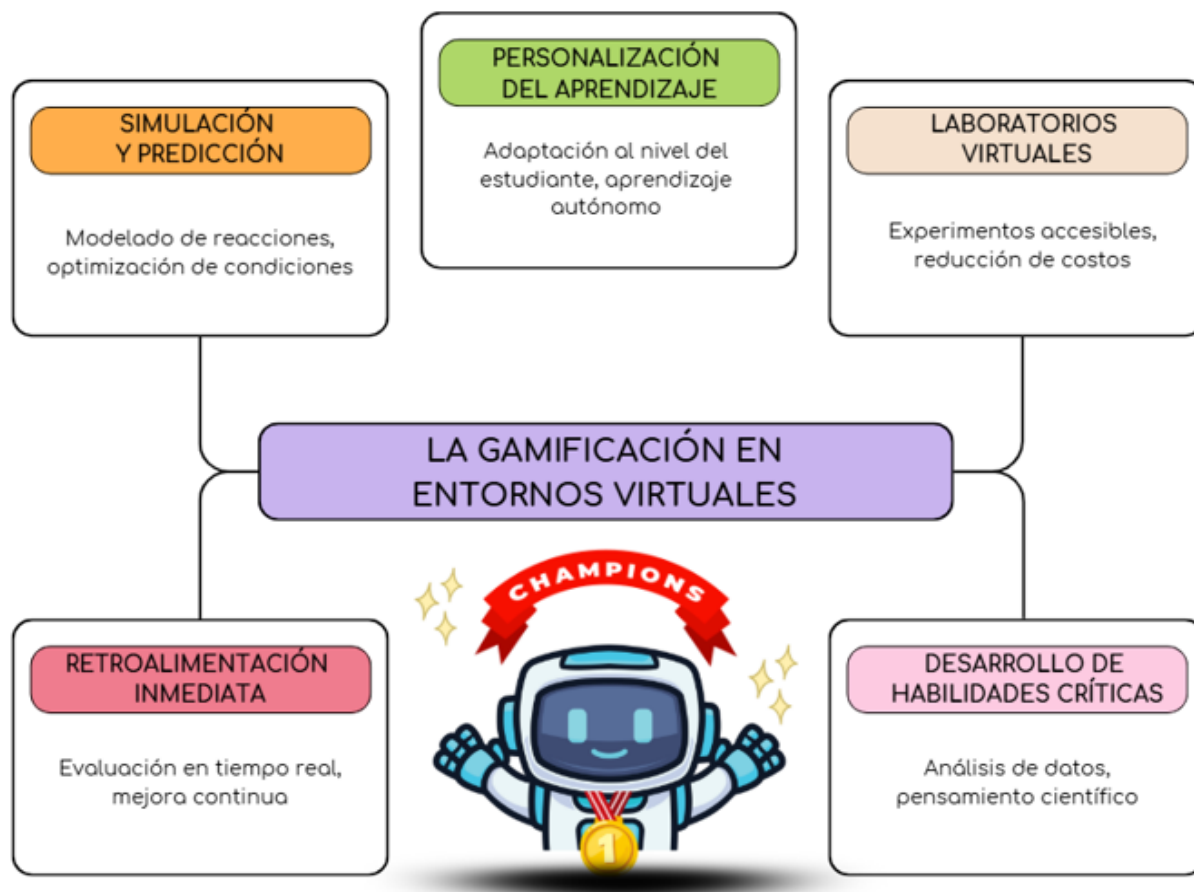 PERSONALIZACIÓN
DEL APRENDIZAJE
Adaptación al nivel del
estudiante, aprendizaje
autónomo
SIMULACIÓN
Y PREDICCIÓN
Modelado de reacciones,
optimización de condiciones
LABORATORIOS
VIRTUALES
Experimentos accesibles,
reducción de costos
LA GAMIFICACIÓN EN
ENTORNOS VIRTUALES
CHAMPIONS
RETROALIMENTACIÓN
INMEDIATA
Evaluación en tiempo real,
mejora continua
1
DESARROLLO DE
HABILIDADES CRÍTICAS
Análisis de datos,
pensamiento científico